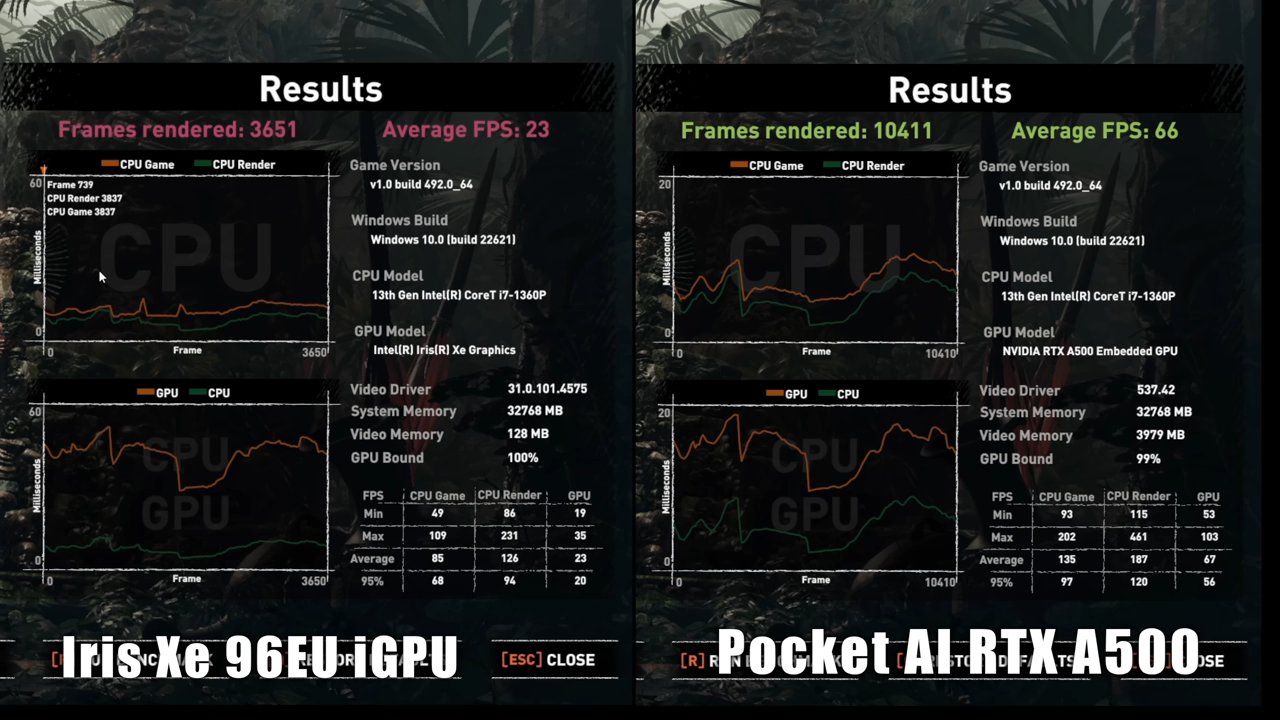 Results
Frames rendered: 3651 Average FPS: 23
CPU Game CPU Render
60
Frame 739
CPU Render 3837
CPU Game 3837
CPU
Milliseconds
0
0 Frame 3650
Game Version
v1.0 build 492.0_64
Windows Build
Windows 10.0 (build 22621)
CPU Model
13th Gen Intel(R) CoreT i7-1360P
GPU Model
Intel(R) Iris(R) Xe Graphics
GPU CPU
60
CPU
GPU
Milliseconds
0
0 Frame 3650
Video Driver 31.0.101.4575
System Memory 32768 MB
Video Memory 128 MB
GPU Bound 100%
FPS CPU Game CPU Render GPU
Min 49 86 19
Max 109 231 35
Average 85 126 23
95% 68 94 20
Iris Xe 96EU iGPU
[ESC] CLOSE
Results
Frames rendered: 10411 Average FPS: 66
CPU Game CPU Render
20
CPU
Milliseconds
0
0 Frame 10410
Game Version
v1.0 build 492.0_64
Windows Build
Windows 10.0 (build 22621)
CPU Model
13th Gen Intel(R) CoreT i7-1360P
GPU Model
NVIDIA RTX A500 Embedded GPU
GPU CPU
20
CPU
GPU
Milliseconds
0
0 Frame 10410
Video Driver 537.42
System Memory 32768 MB
Video Memory 3979 MB
GPU Bound 99%
FPS CPU Game CPU Render GPU
Min 93 115 53
Max 202 461 103
Average 135 187 67
95% 97 120 56
Pocket AI RTX A500
[R]